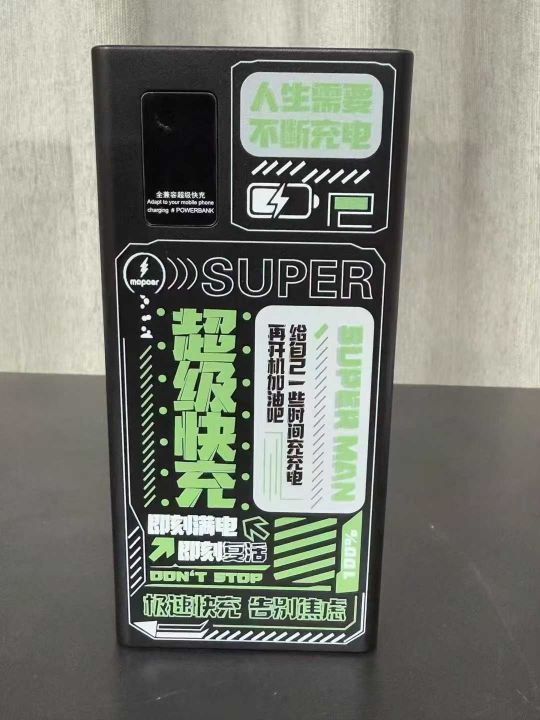 人生需要
不断充电
全兼容超级快充
Adapt to your mobile phone
charging # POWERBANK
mopoer
SUPER
超级快充
给自己一些时间充充电
再开机加油吧
SUPER MAN
即刻满电
即刻复活
100%
DON'T STOP
极速快充 告别焦虑